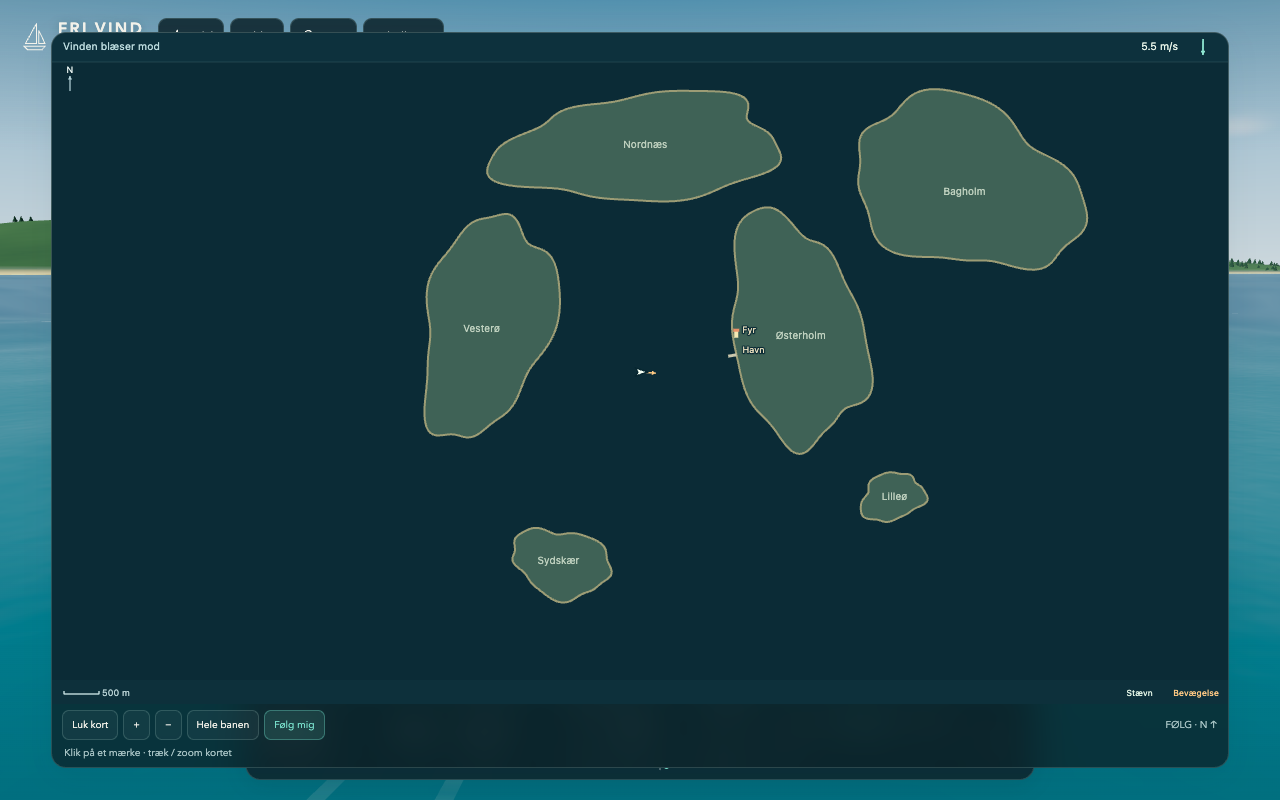 FRI VIND
Vinden blæser mod
5.5 m/s
N
Nordnæs
Bagholm
Vesterø
Fyr
Østerholm
Havn
Lilleø
Sydskær
500 m
Stævn
Bevægelse
Luk kort
+
−
Hele banen
Følg mig
FØLG · N ↑
Klik på et mærke · træk / zoom kortet